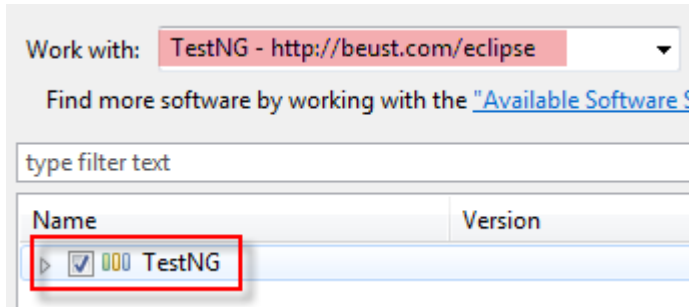 Work with: TestNG - http://beust.com/eclipse
Find more software by working with the "Available Software S
type filter text
Name Version
TestNG